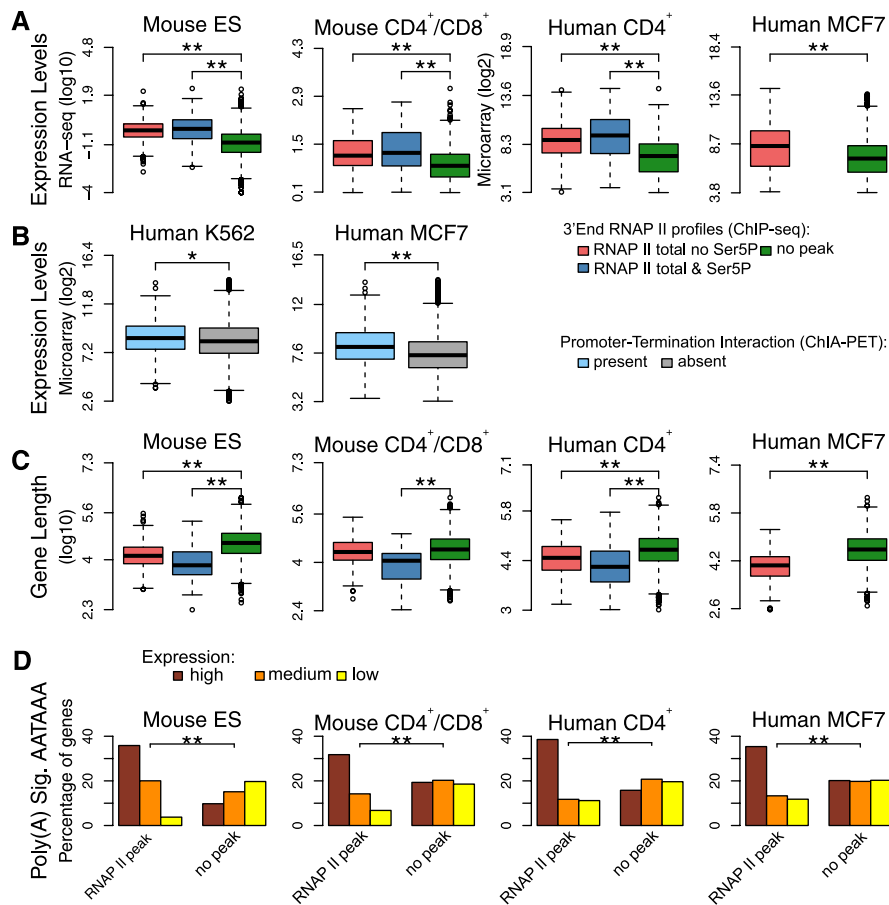 A
Mouse ES
Mouse CD4+/CD8+
Human CD4+
Human MCF7
Expression Levels
RNA−seq (log10)
4.8
1.9
-1.1
-4
**
**
4.3
2.9
1.5
0.1
**
**
Microarray (log2)
18.9
13.6
8.3
3.1
**
**
18.4
13.6
8.7
3.8
**
B
Human K562
Human MCF7
Expression Levels
Microarray (log2)
16.4
11.8
7.2
2.6
*
16.5
12
7.6
3.2
**
3'End RNAP II profiles (ChIP-seq):
RNAP II total no Ser5P
no peak
RNAP II total & Ser5P
Promoter-Termination Interaction (ChIA-PET):
present
absent
C
Mouse ES
Mouse CD4+/CD8+
Human CD4+
Human MCF7
Gene Length
(log10)
7.3
5.6
4
2.3
**
**
7.3
5.6
4
2.4
**
7.1
5.8
4.4
3
**
**
7.4
5.8
4.2
2.6
**
D
Expression:
high
medium
low
Mouse ES
Mouse CD4+/CD8+
Human CD4+
Human MCF7
Poly(A) Sig. AATAAA
Percentage of genes
40
20
0
**
RNAP II peak
no peak
40
20
0
**
RNAP II peak
no peak
40
20
0
**
RNAP II peak
no peak
40
20
0
**
RNAP II peak
no peak